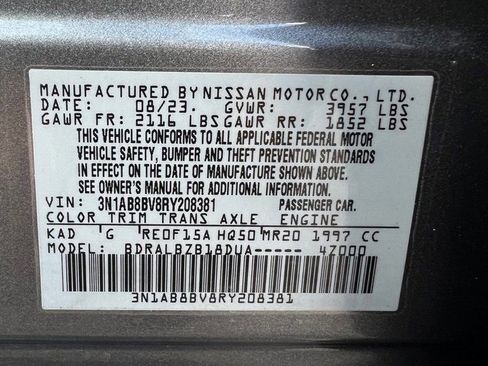 MANUFACTURED BY NISSAN MOTOR CO., LTD.
DATE: 08/23. GVWR: 3957 LBS
GAWR FR: 2116 LBS GAWR RR: 1852 LBS
THIS VEHICLE CONFORMS TO ALL APPLICABLE FEDERAL MOTOR
VEHICLE SAFETY, BUMPER AND THEFT PREVENTION STANDARDS
IN EFFECT ON THE DATE OF MANUFACTURE SHOWN ABOVE.
SEE OWNER'S MANUAL FOR ADDITIONAL INFORMATION.
VIN: 3N1AB8BV8RY208381 PASSENGER CAR.
COLOR TRIM TRANS AXLE ENGINE
KAD G RE0F15A HQ50 MR20 1997 CC
MODEL: BDRALBZB18DUA----- 4Z000
3N1AB8BV8RY208381